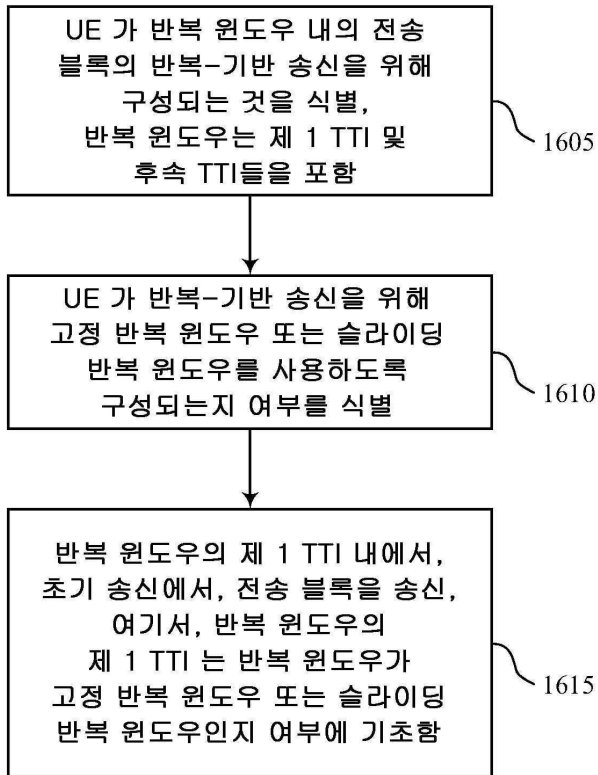 UE 가 반복 윈도우 내의 전송
블록의 반복-기반 송신을 위해
구성되는 것을 식별,
반복 윈도우는 제 1 TTI 및
후속 TTI들을 포함
1605
UE 가 반복-기반 송신을 위해
고정 반복 윈도우 또는 슬라이딩
반복 윈도우를 사용하도록
구성되는지 여부를 식별
1610
반복 윈도우의 제 1 TTI 내에서,
초기 송신에서, 전송 블록을 송신,
여기서, 반복 윈도우의
제 1 TTI 는 반복 윈도우가
고정 반복 윈도우 또는 슬라이딩
반복 윈도우인지 여부에 기초함
1615